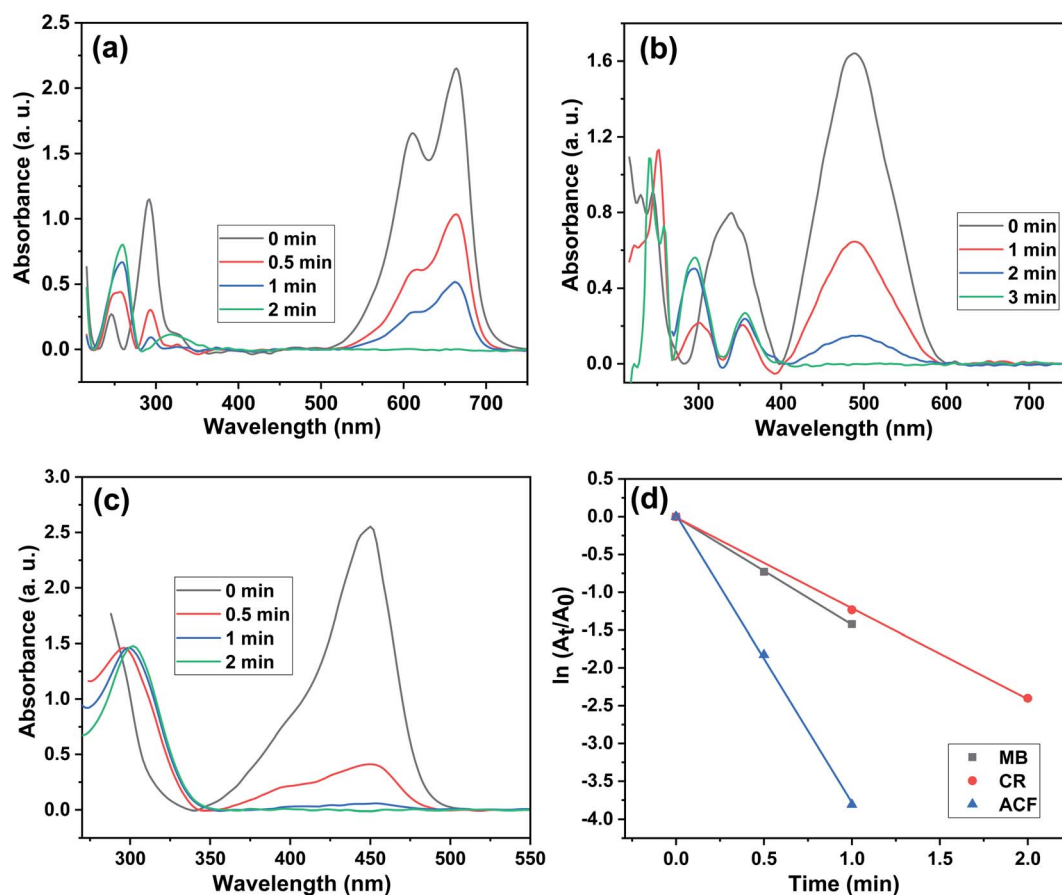 (a)
Absorbance (a. u.)
2.5
2.0
1.5
1.0
0.5
0.0
0 min
0.5 min
1 min
2 min
300 400 500 600 700
Wavelength (nm)
(b)
Absorbance (a. u.)
1.6
1.2
0.8
0.4
0.0
0 min
1 min
2 min
3 min
300 400 500 600 700
Wavelength (nm)
(c)
Absorbance (a. u.)
3.0
2.5
2.0
1.5
1.0
0.5
0.0
0 min
0.5 min
1 min
2 min
300 350 400 450 500 550
Wavelength (nm)
(d)
ln (At/A0)
0.5
0.0
-0.5
-1.0
-1.5
-2.0
-2.5
-3.0
-3.5
-4.0
MB
CR
ACF
0.0 0.5 1.0 1.5 2.0
Time (min)